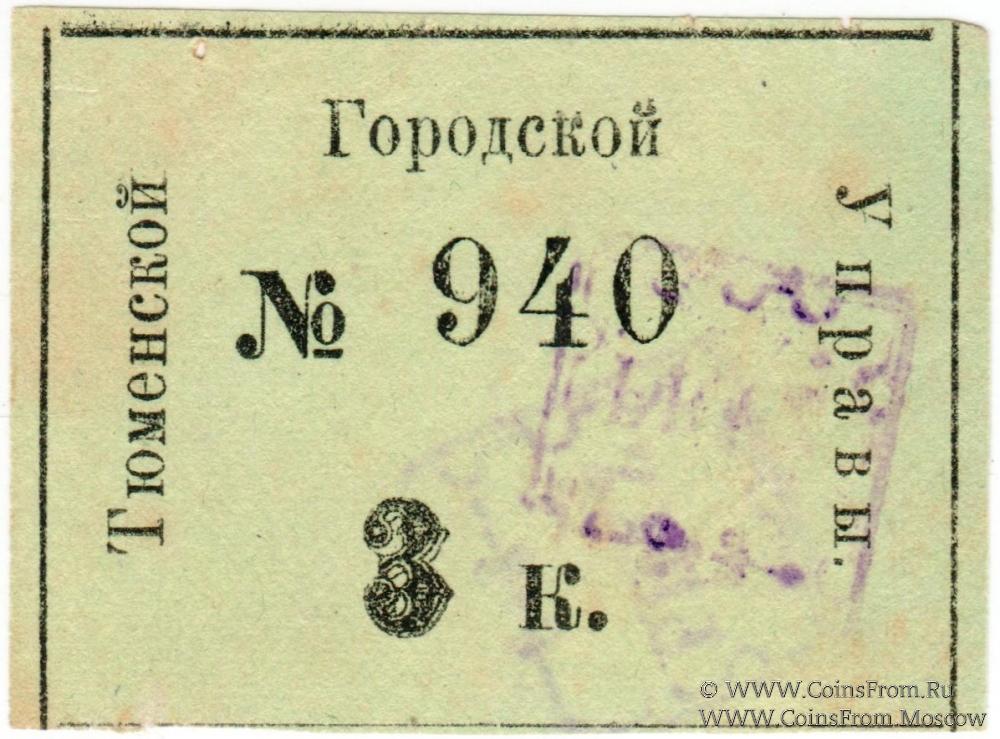 Тюменской
Городской
Управы.
№ 940
3 К.
© WWW.CoinsFrom.Ru
WWW.CoinsFrom.Moscow